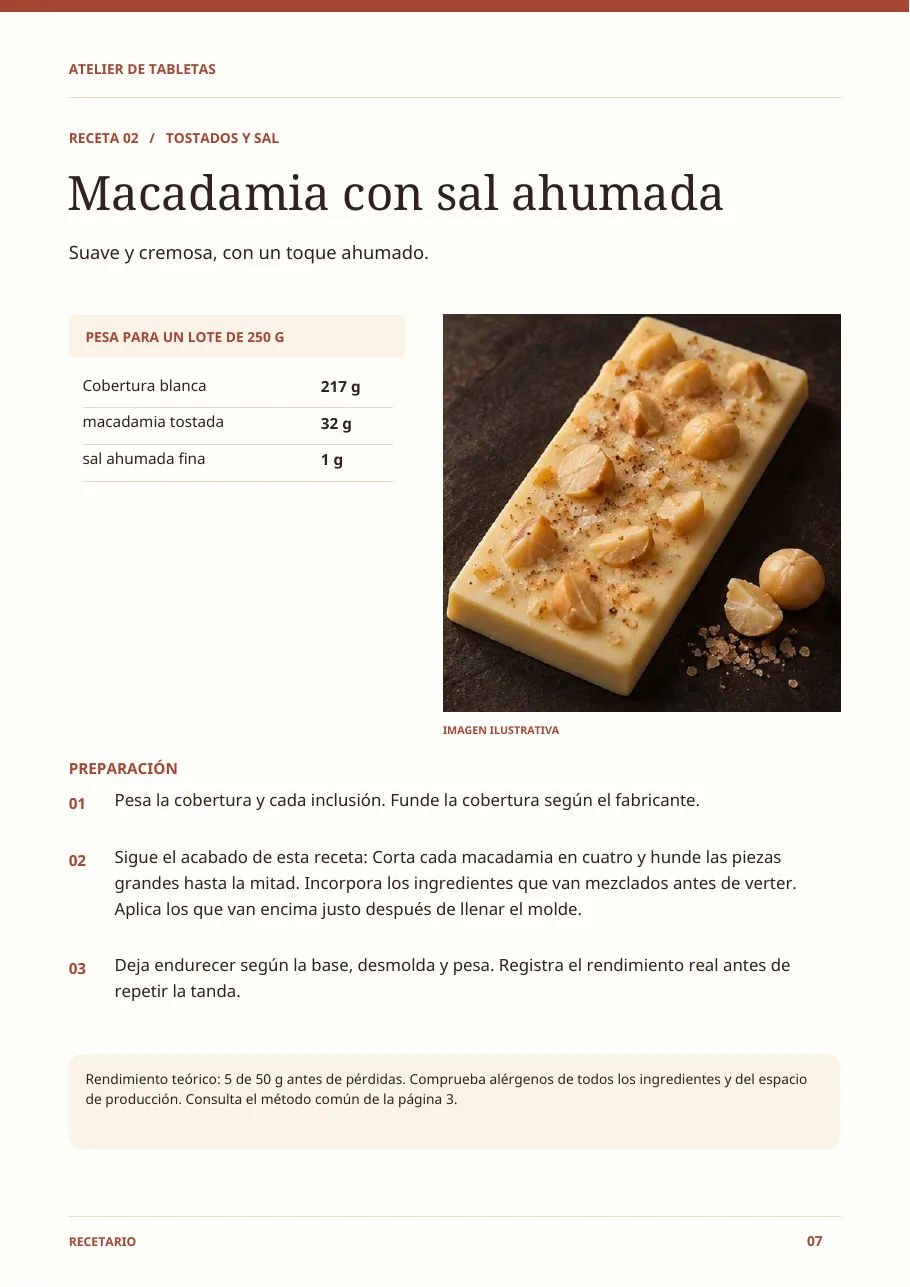 ATELIER DE TABLETAS
RECETA 02 / TOSTADOS Y SAL
Macadamia con sal ahumada
Suave y cremosa, con un toque ahumado.
PESA PARA UN LOTE DE 250 G
Cobertura blanca 217 g
macadamia tostada 32 g
sal ahumada fina 1 g
IMAGEN ILUSTRATIVA
PREPARACIÓN
01 Pesa la cobertura y cada inclusión. Funde la cobertura según el fabricante.
02 Sigue el acabado de esta receta: Corta cada macadamia en cuatro y hunde las piezas
grandes hasta la mitad. Incorpora los ingredientes que van mezclados antes de verter.
Aplica los que van encima justo después de llenar el molde.
03 Deja endurecer según la base, desmolda y pesa. Registra el rendimiento real antes de
repetir la tanda.
Rendimiento teórico: 5 de 50 g antes de pérdidas. Comprueba alérgenos de todos los ingredientes y del espacio
de producción. Consulta el método común de la página 3.
RECETARIO 07